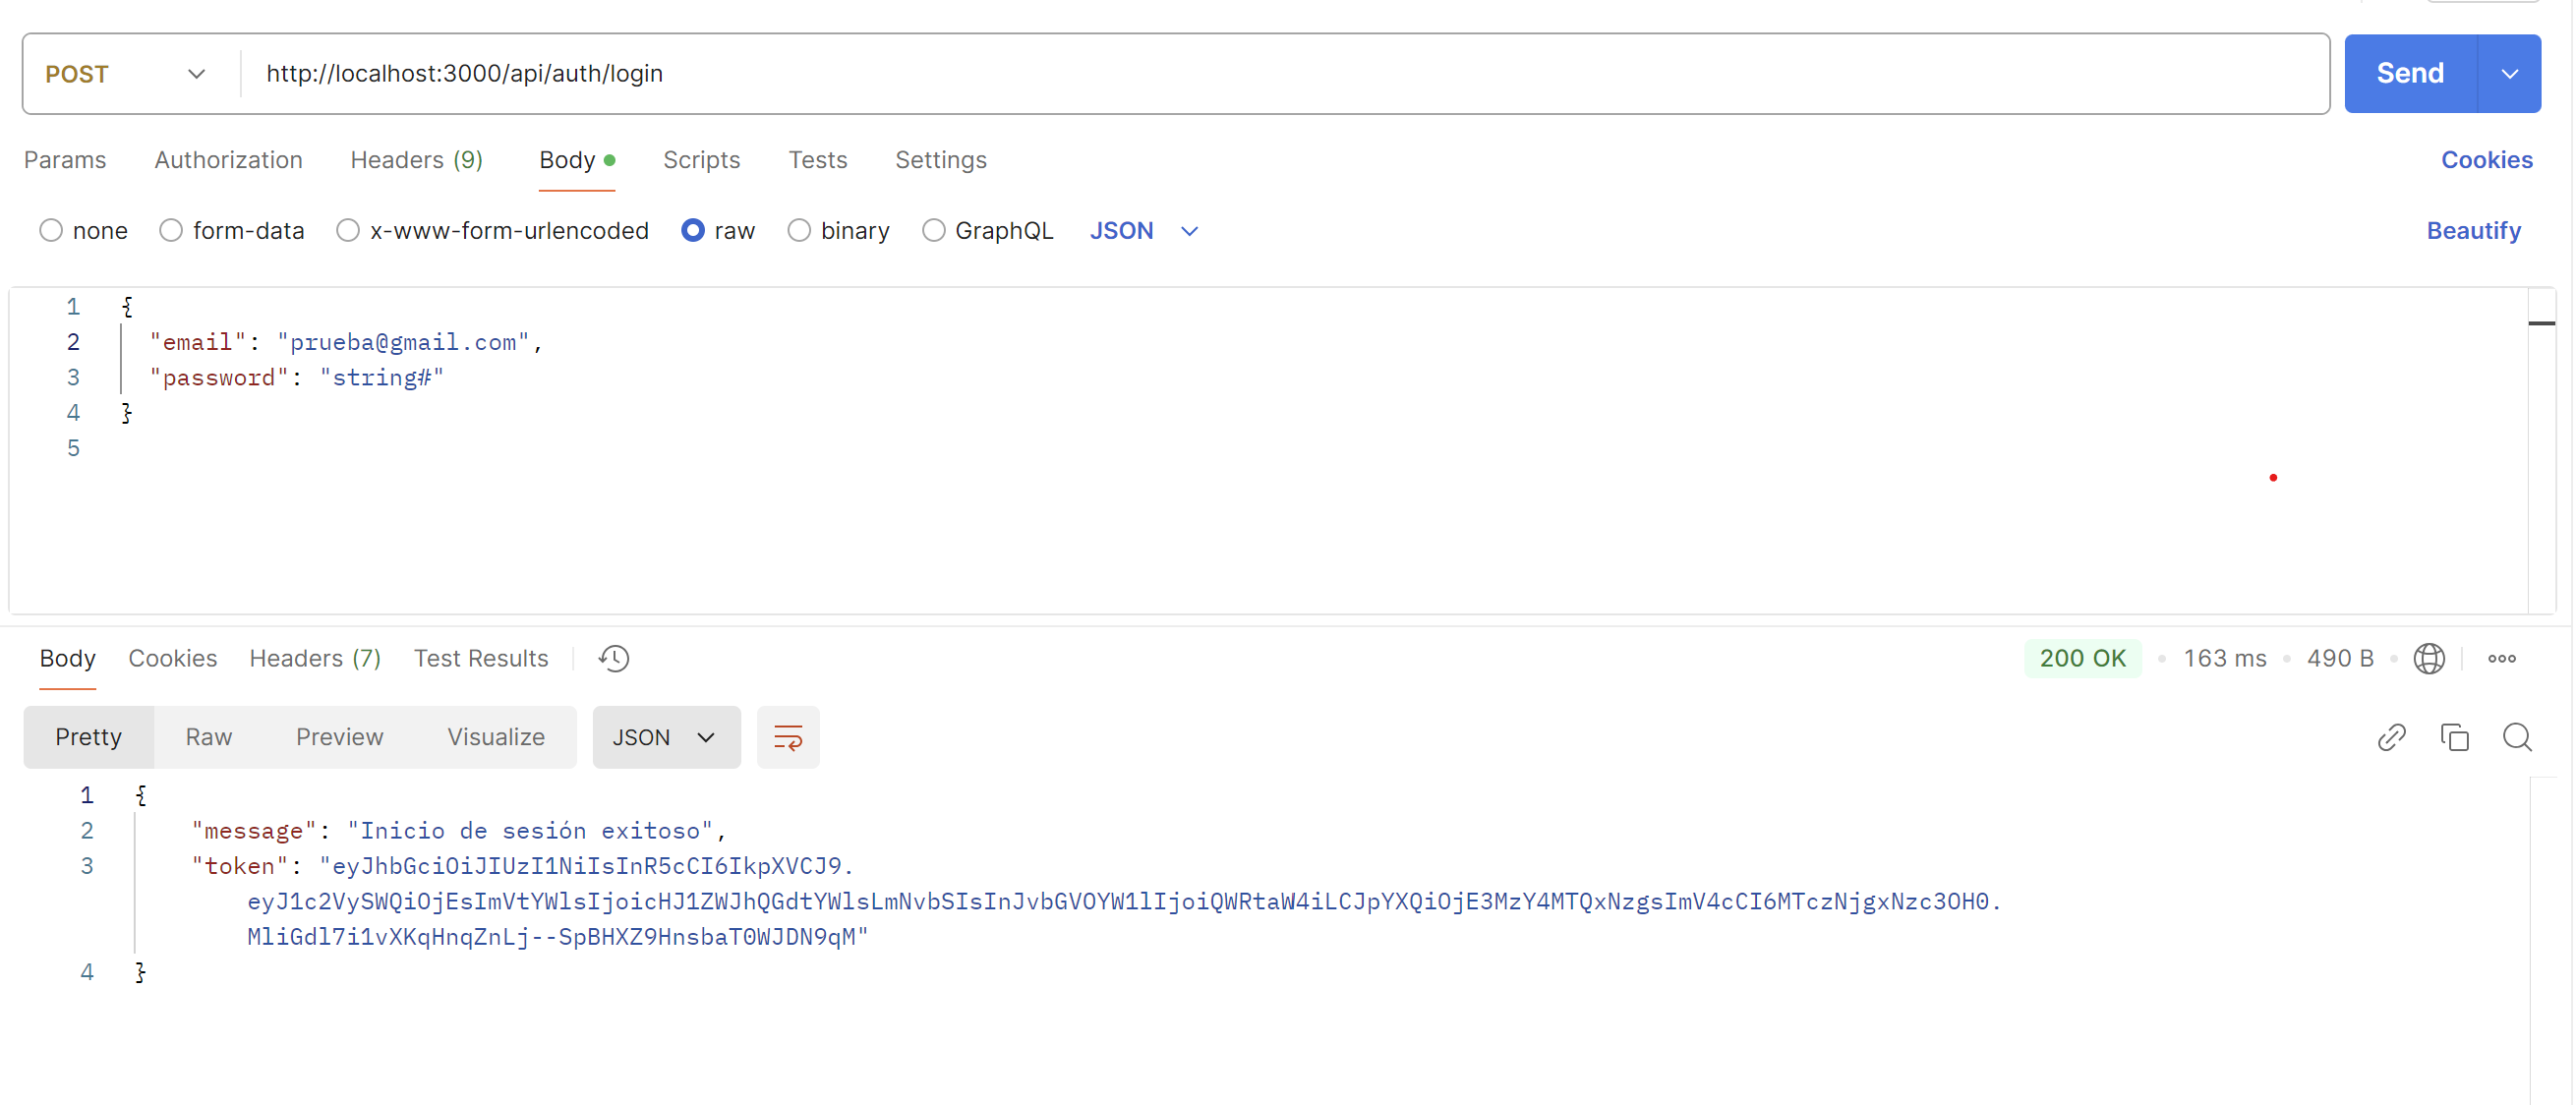 POST http://localhost:3000/api/auth/login Send
Params Authorization Headers (9) Body Scripts Tests Settings Cookies
none form-data x-www-form-urlencoded raw binary GraphQL JSON Beautify
1 {
2 "email": "prueba@gmail.com",
3 "password": "string#"
4 }
5
Body Cookies Headers (7) Test Results 200 OK 163 ms 490 B
Pretty Raw Preview Visualize JSON
1 {
2 "message": "Inicio de sesión exitoso",
3 "token": "eyJhbGciOiJIUzI1NiIsInR5cCI6IkpXVCJ9.
eyJ1c2VySWQiOjEsImVtYWlsIjoicHJ1ZWJhQGdtYWlsLmNvbSIsInJvbGVOYW1lIjoiQWRtaW4iLCJpYXQiOjE3MzY4MTQxNzgsImV4cCI6MTczNjgxNzc3OH0.
MliGdl7i1vXKqHnqZnLj--SpBHXZ9HnsbaT0WJDN9qM"
4 }